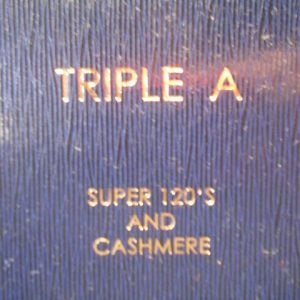 TRIPLE A
SUPER 120'S
AND
CASHMERE